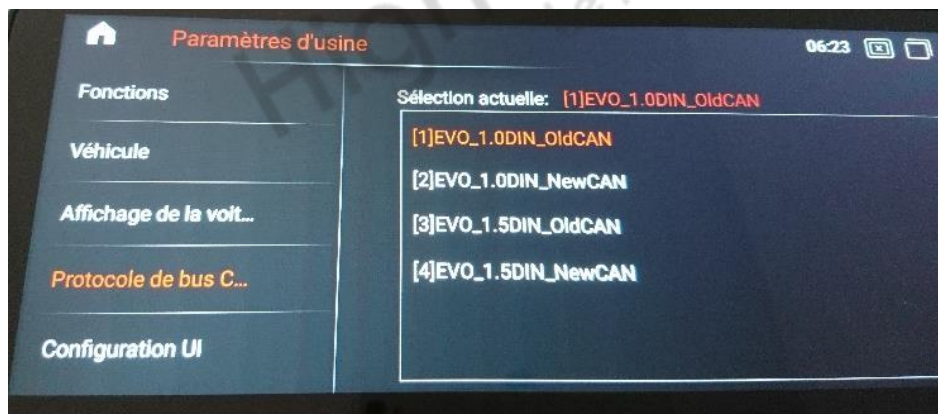 Paramètres d'usine
06:23
Fonctions
Véhicule
Affichage de la voit...
Protocole de bus C...
Configuration UI
Sélection actuelle: [1]EVO_1.0DIN_OldCAN
[1]EVO_1.0DIN_OldCAN
[2]EVO_1.0DIN_NewCAN
[3]EVO_1.5DIN_OldCAN
[4]EVO_1.5DIN_NewCAN